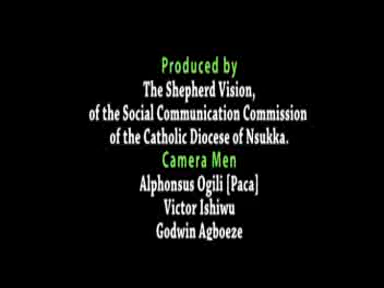 Produced by
The Shepherd Vision,
of the Social Communication Commission
of the Catholic Diocese of Nsukka.
Camera Men
Alphonsus Ogili [Paca]
Victor Ishiwu
Godwin Agboeze